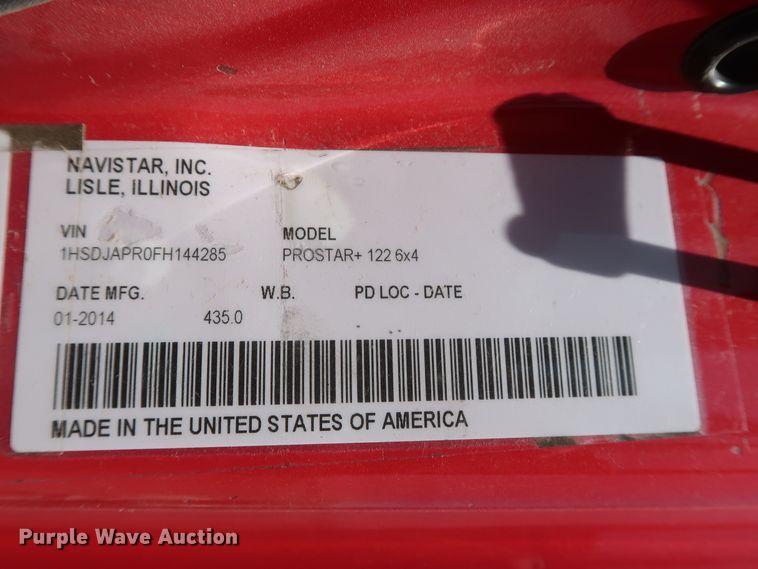 NAVISTAR, INC.
LISLE, ILLINOIS
VIN MODEL
1HSDJAPR0FH144285 PROSTAR+ 122 6x4
DATE MFG. W.B. PD LOC - DATE
01-2014 435.0
MADE IN THE UNITED STATES OF AMERICA
Purple Wave Auction